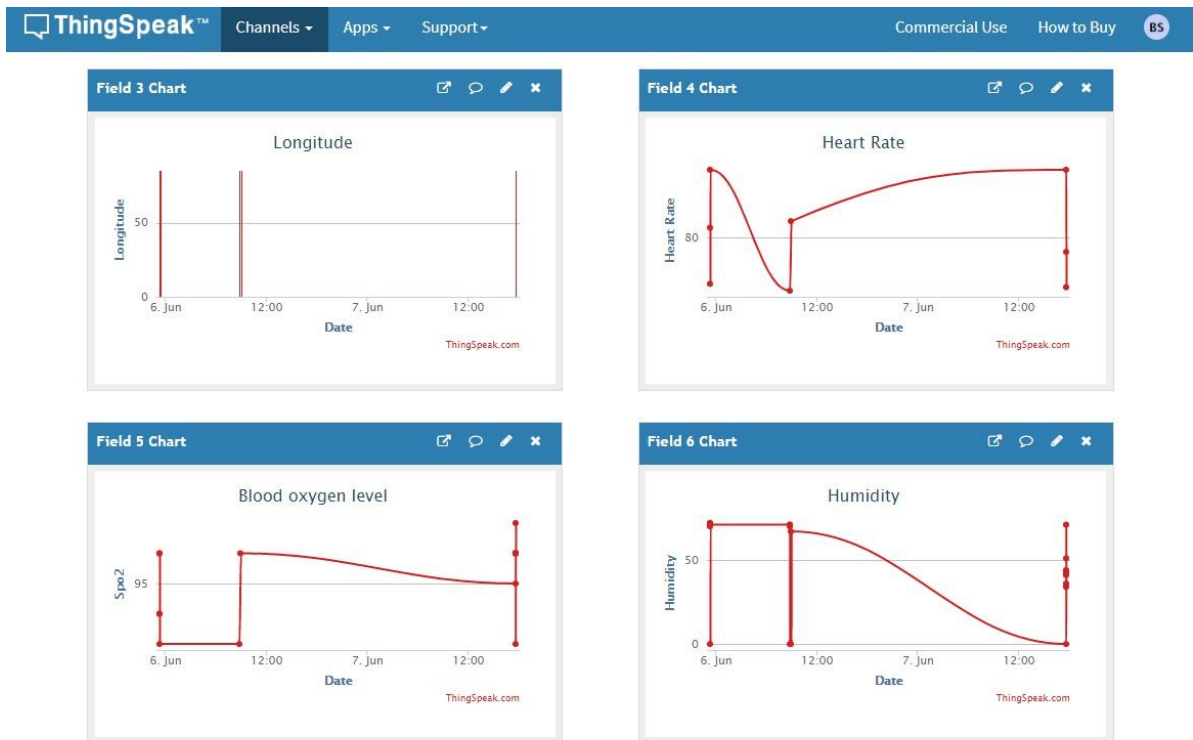 ThingSpeak™ Channels Apps Support Commercial Use How to Buy BS
Field 3 Chart
Longitude
Longitude
50
0
6. Jun 12:00 7. Jun 12:00
Date
ThingSpeak.com
Field 4 Chart
Heart Rate
Heart Rate
80
6. Jun 12:00 7. Jun 12:00
Date
ThingSpeak.com
Field 5 Chart
Blood oxygen level
Spo2
95
6. Jun 12:00 7. Jun 12:00
Date
ThingSpeak.com
Field 6 Chart
Humidity
Humidity
50
0
6. Jun 12:00 7. Jun 12:00
Date
ThingSpeak.com